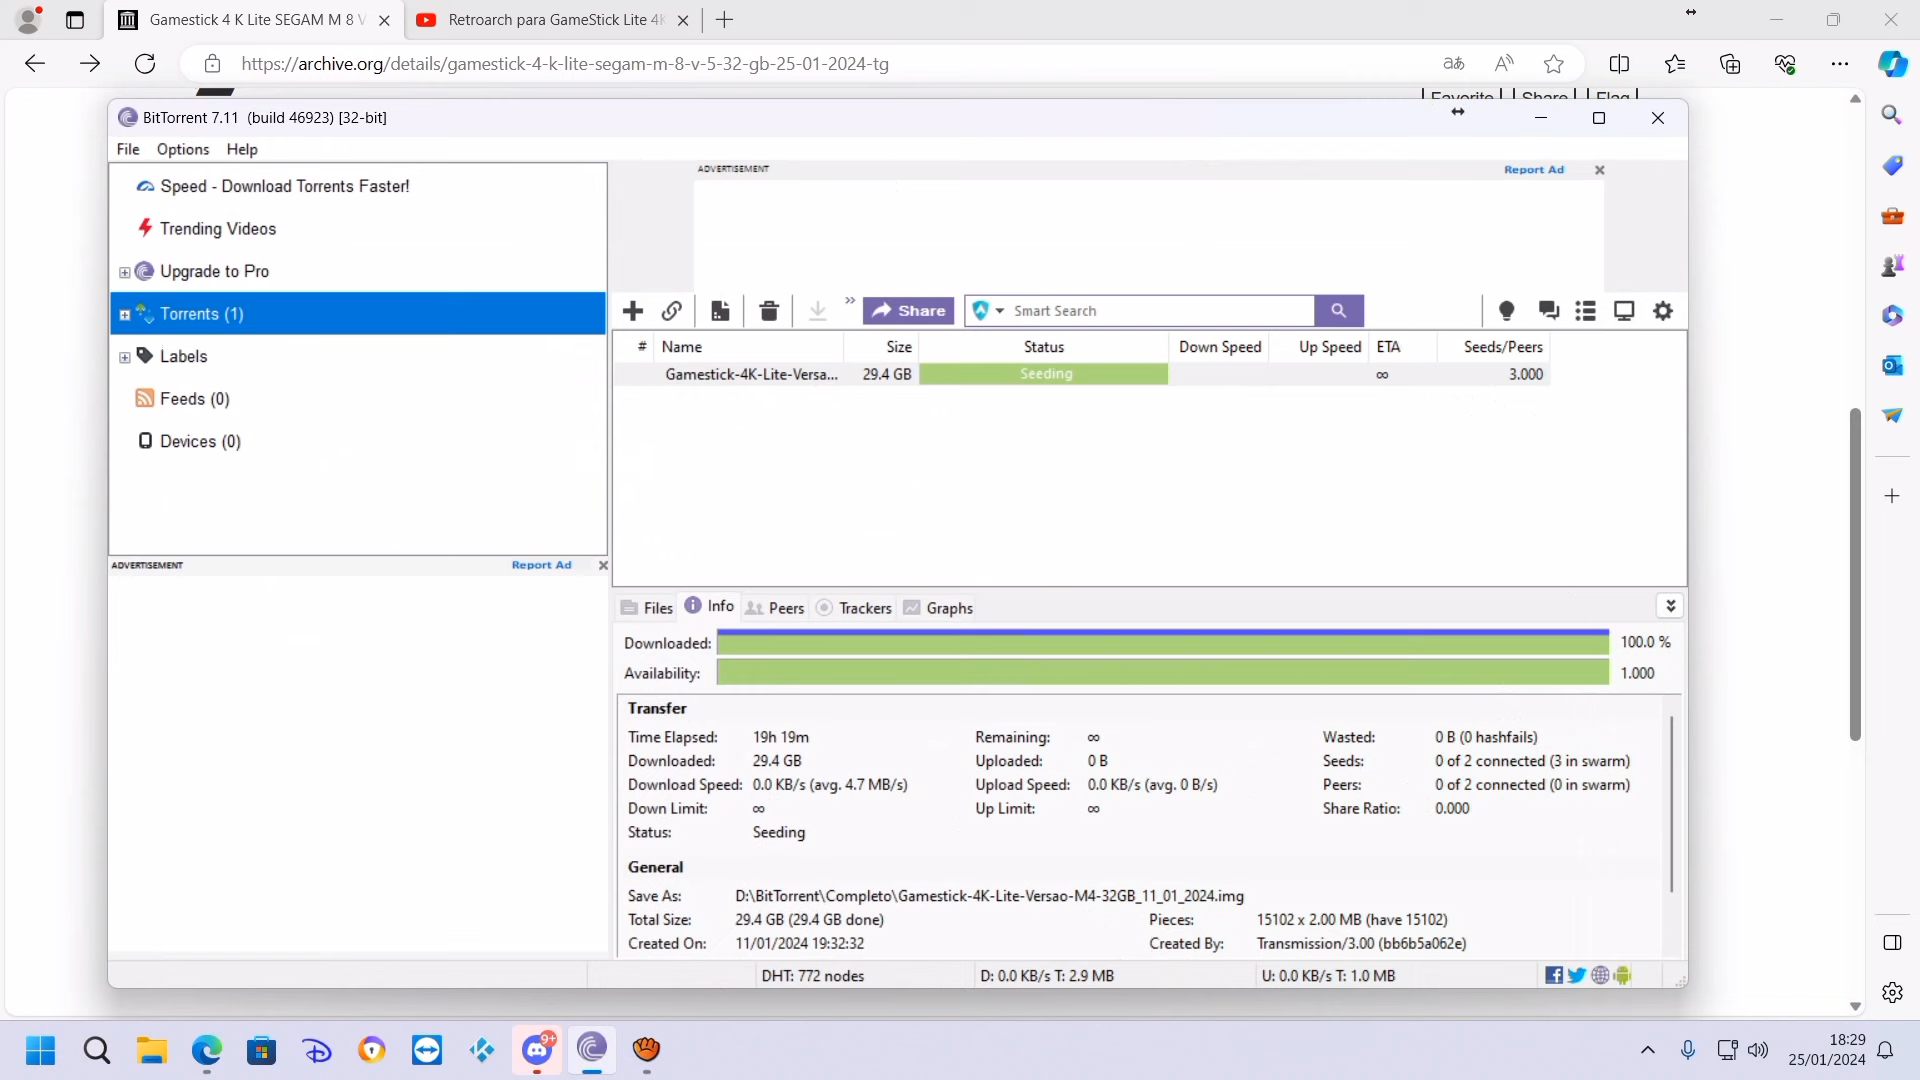 Gamestick 4 K Lite SEGAM M 8 V
Retroarch para GameStick Lite 4K
https://archive.org/details/gamestick-4-k-lite-segam-m-8-v-5-32-gb-25-01-2024-tg
Favorite Share Flag
BitTorrent 7.11 (build 46923) [32-bit]
File Options Help
Speed - Download Torrents Faster!
Trending Videos
Upgrade to Pro
Torrents (1)
Labels
Feeds (0)
Devices (0)
ADVERTISEMENT Report Ad
ADVERTISEMENT Report Ad
Share Smart Search
# Name Size Status Down Speed Up Speed ETA Seeds/Peers
Gamestick-4K-Lite-Versa... 29.4 GB Seeding ∞ 3.000
Files Info Peers Trackers Graphs
Downloaded: 100.0 %
Availability: 1.000
Transfer
Time Elapsed: 19h 19m Remaining: ∞ Wasted: 0 B (0 hashfails)
Downloaded: 29.4 GB Uploaded: 0 B Seeds: 0 of 2 connected (3 in swarm)
Download Speed: 0.0 KB/s (avg. 4.7 MB/s) Upload Speed: 0.0 KB/s (avg. 0 B/s) Peers: 0 of 2 connected (0 in swarm)
Down Limit: ∞ Up Limit: ∞ Share Ratio: 0.000
Status: Seeding
General
Save As: D:\BitTorrent\Completo\Gamestick-4K-Lite-Versao-M4-32GB_11_01_2024.img
Total Size: 29.4 GB (29.4 GB done) Pieces: 15102 x 2.00 MB (have 15102)
Created On: 11/01/2024 19:32:32 Created By: Transmission/3.00 (bb6b5a062e)
DHT: 772 nodes D: 0.0 KB/s T: 2.9 MB U: 0.0 KB/s T: 1.0 MB
9+
18:29
25/01/2024